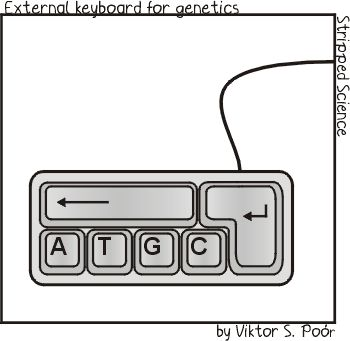 External keyboard for genetics
Stripped Science
A T G C
by Viktor S. Poór